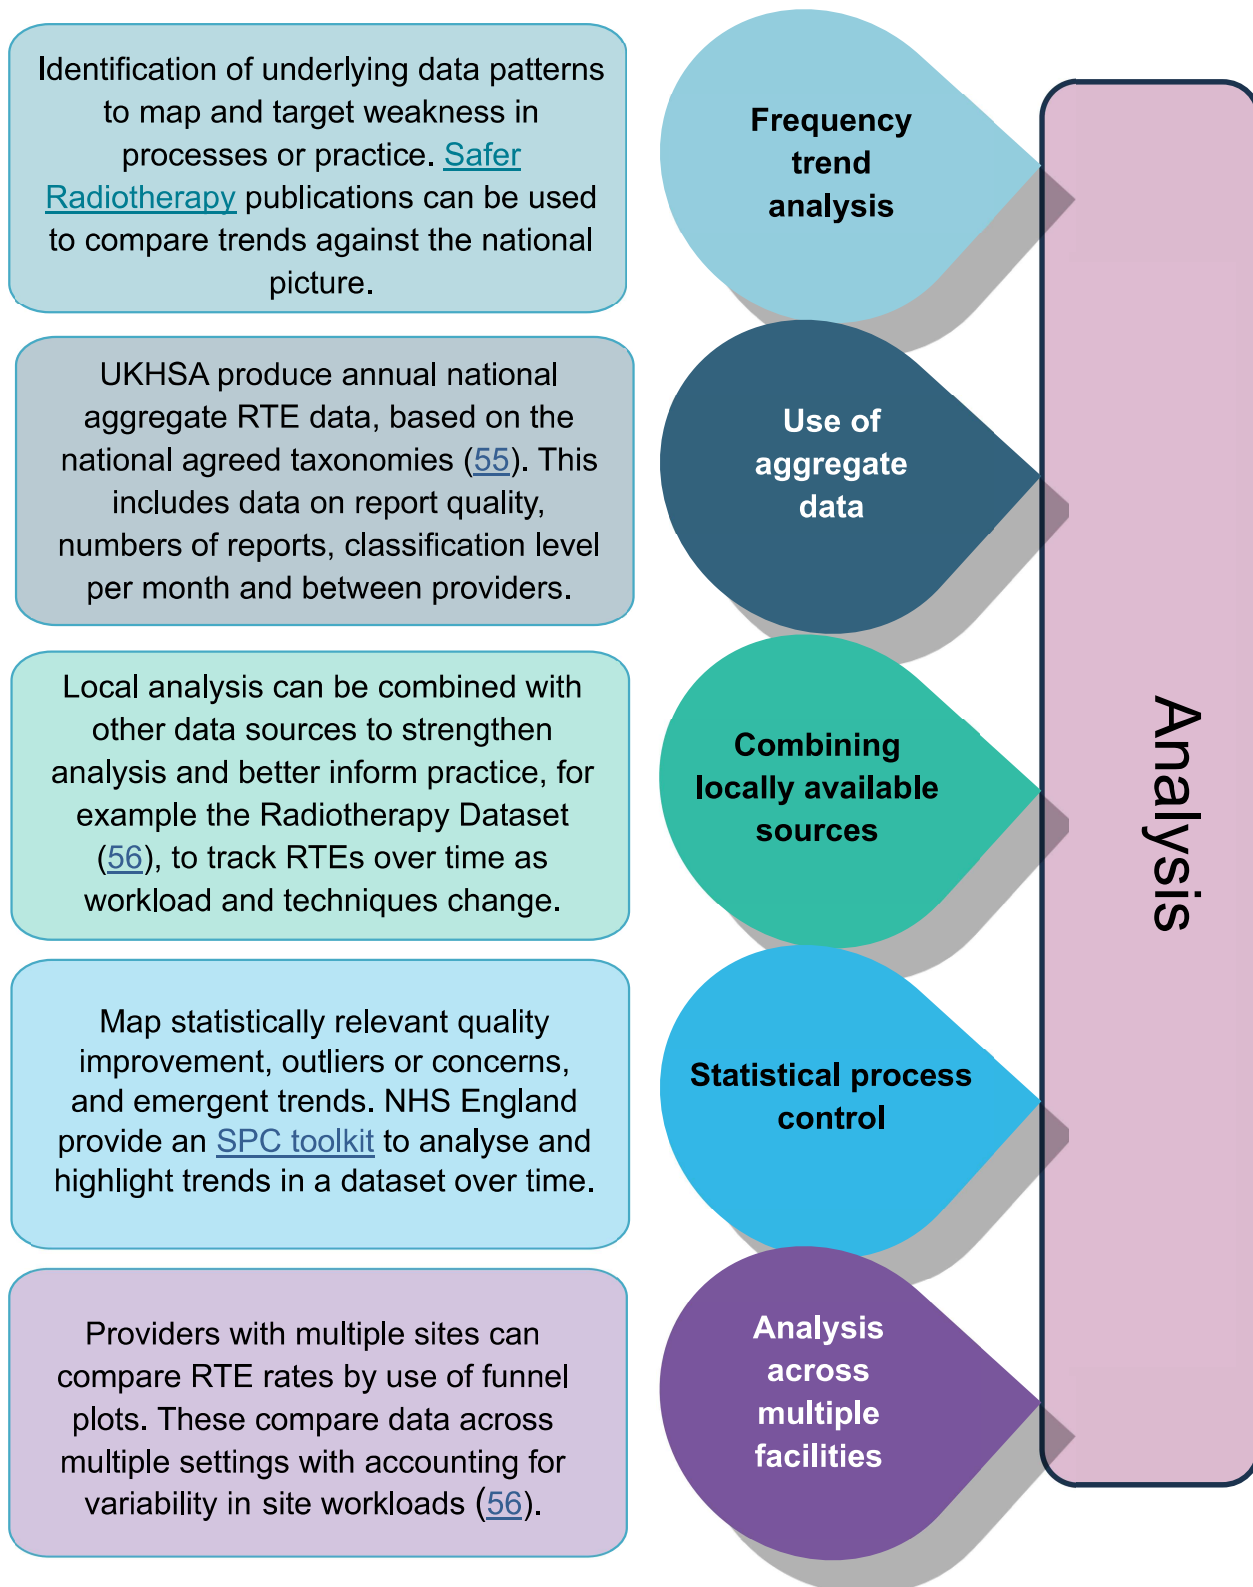 Identification of underlying data patterns
to map and target weakness in
processes or practice. Safer
Radiotherapy publications can be used
to compare trends against the national
picture.
Frequency
trend
analysis
UKHSA produce annual national
aggregate RTE data, based on the
national agreed taxonomies (55). This
includes data on report quality,
numbers of reports, classification level
per month and between providers.
Use of
aggregate
data
Local analysis can be combined with
other data sources to strengthen
analysis and better inform practice, for
example the Radiotherapy Dataset
(56), to track RTEs over time as
workload and techniques change.
Combining
locally available
sources
Map statistically relevant quality
improvement, outliers or concerns,
and emergent trends. NHS England
provide an SPC toolkit to analyse and
highlight trends in a dataset over time.
Statistical process
control
Providers with multiple sites can
compare RTE rates by use of funnel
plots. These compare data across
multiple settings with accounting for
variability in site workloads (56).
Analysis
across
multiple
facilities
Analysis